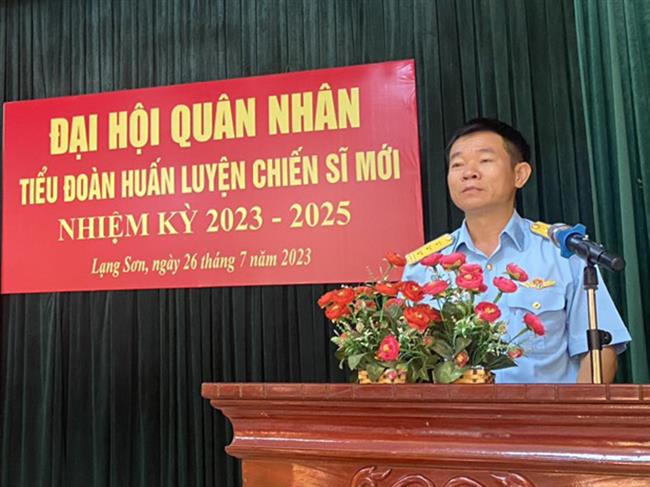 ĐẠI HỘI QUÂN NHÂN
TIỂU ĐOÀN HUẤN LUYỆN CHIẾN SĨ MỚI
NHIỆM KỲ 2023 - 2025
Lạng Sơn, ngày 26 tháng 7 năm 2023